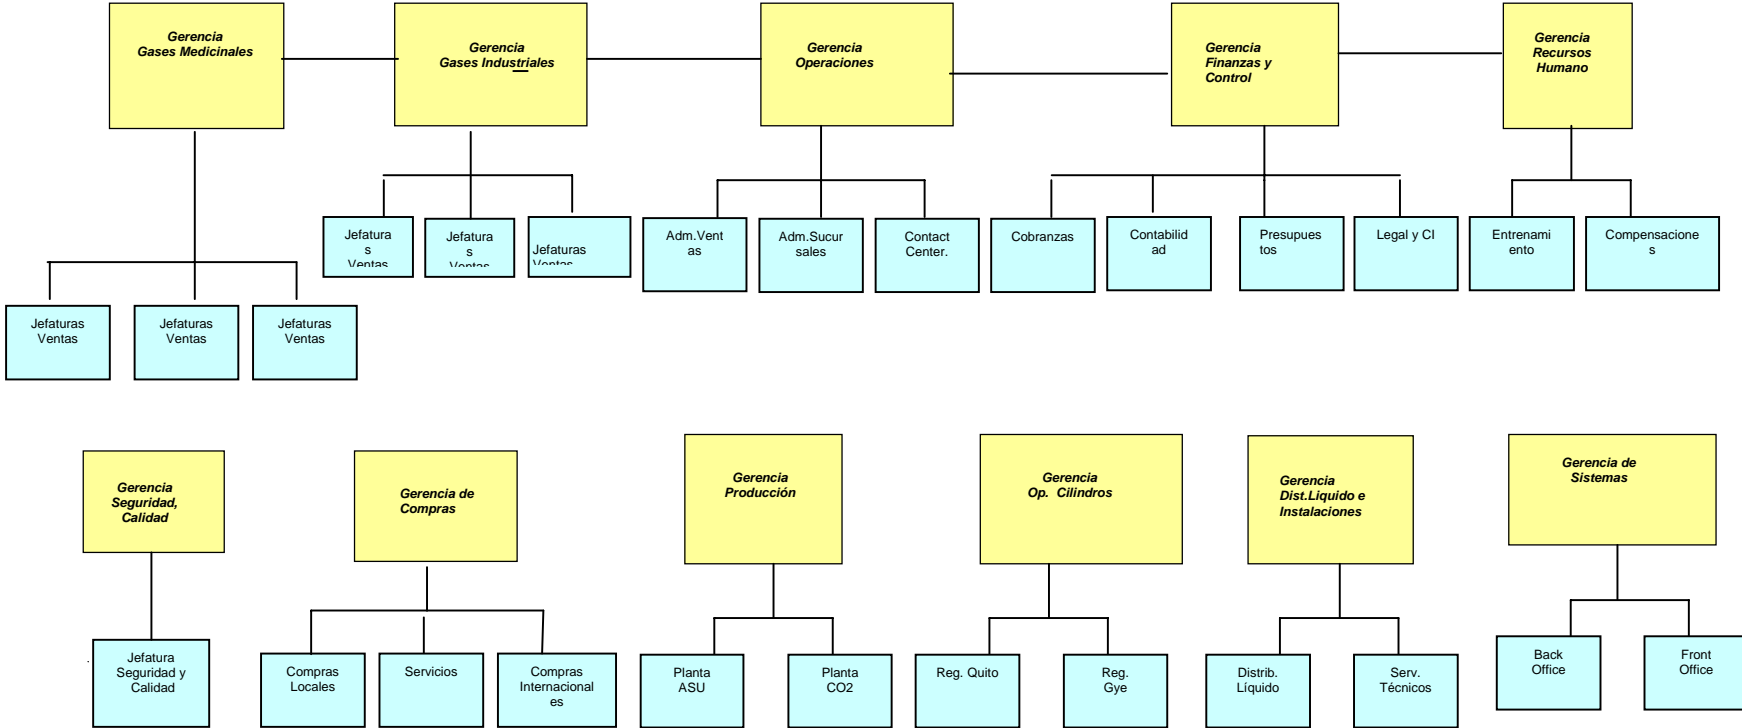 Gerencia
Gases Medicinales
Gerencia
Gases Industriales
Gerencia
Operaciones
Gerencia
Finanzas y
Control
Gerencia
Recursos
Humano
Jefatura
s
Ventas
Jefatura
s
Ventas
Jefaturas
Ventas
Adm.Vent
as
Adm.Sucur
sales
Contact
Center.
Cobranzas
Contabilid
ad
Presupues
tos
Legal y CI
Entrenami
ento
Compensacione
s
Jefaturas
Ventas
Jefaturas
Ventas
Jefaturas
Ventas
Gerencia
Seguridad,
Calidad
Gerencia de
Compras
Gerencia
Producción
Gerencia
Op. Cilindros
Gerencia
Dist.Liquido e
Instalaciones
Gerencia de
Sistemas
Jefatura
Seguridad y
Calidad
Compras
Locales
Servicios
Compras
Internacional
es
Planta
ASU
Planta
CO2
Reg. Quito
Reg.
Gye
Distrib.
Líquido
Serv.
Técnicos
Back
Office
Front
Office